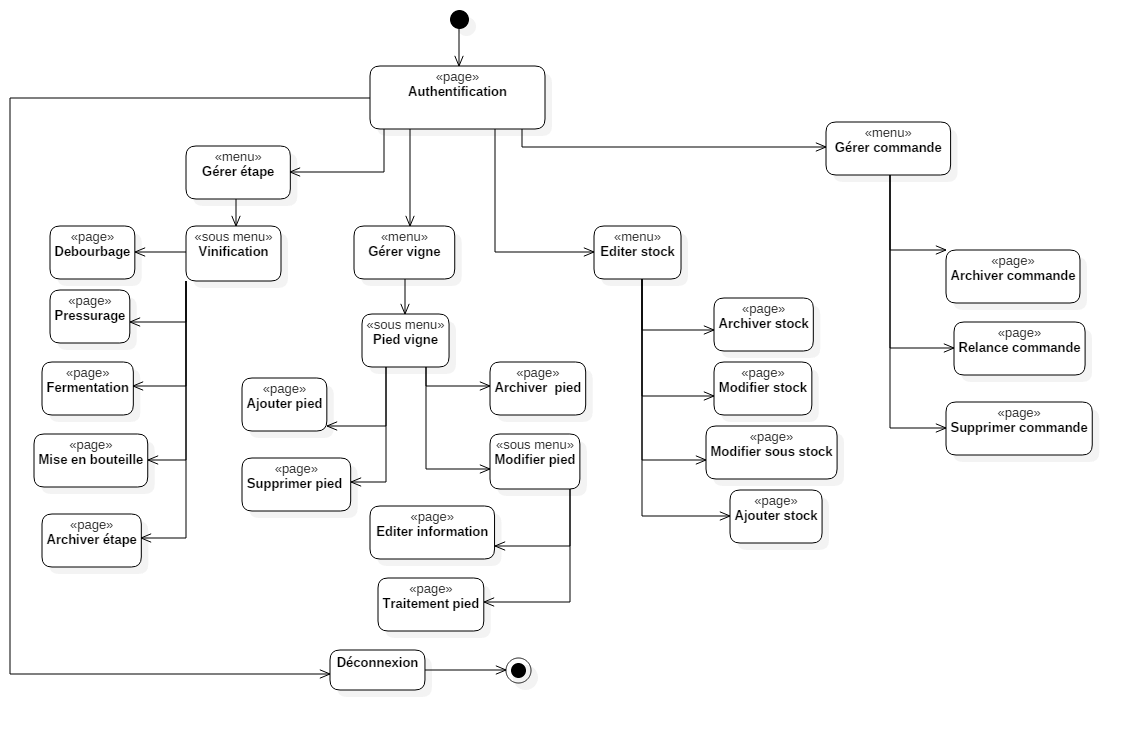 «page»
Authentification
«menu»
Gérer commande
«menu»
Gérer étape
«page»
Debourbage
«sous menu»
Vinification
«menu»
Gérer vigne
«menu»
Editer stock
«page»
Archiver commande
«page»
Pressurage
«page»
Archiver stock
«sous menu»
Pied vigne
«page»
Relance commande
«page»
Fermentation
«page»
Archiver  pied
«page»
Modifier stock
«page»
Ajouter pied
«page»
Supprimer commande
«page»
Mise en bouteille
«sous menu»
Modifier pied
«page»
Modifier sous stock
«page»
Supprimer pied
«page»
Ajouter stock
«page»
Archiver étape
«page»
Editer information
«page»
Traitement pied
Déconnexion